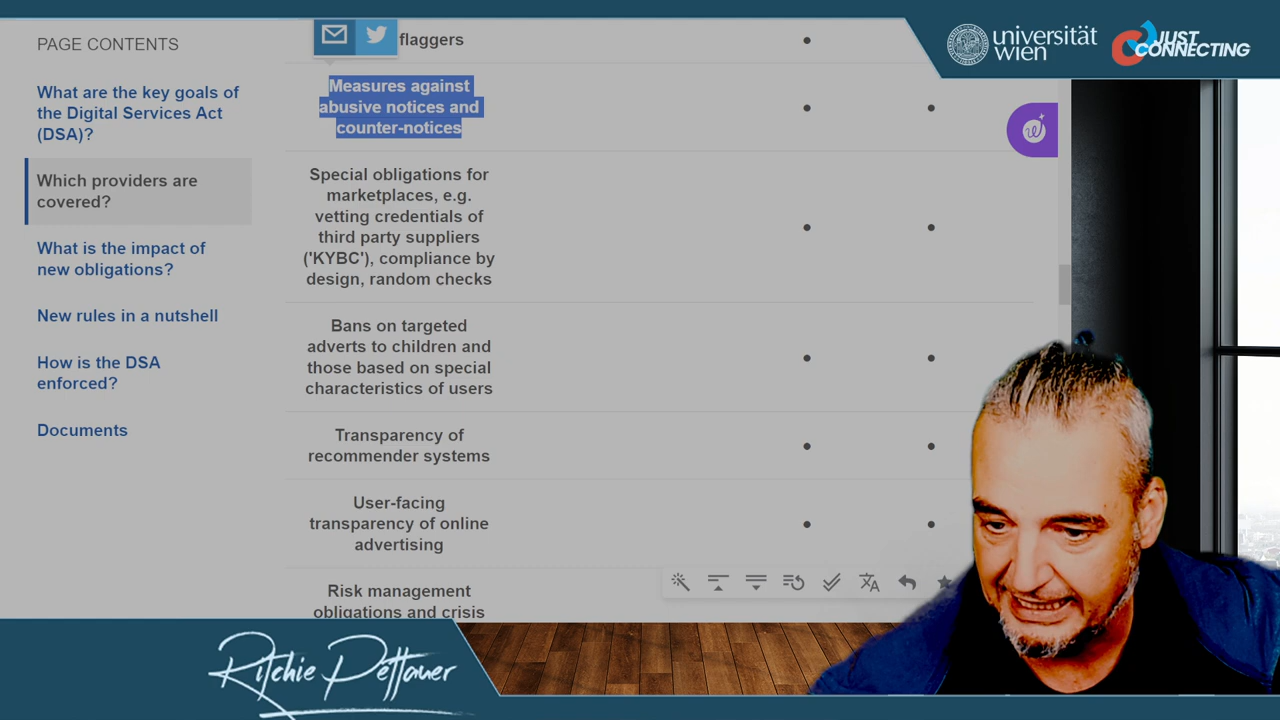 PAGE CONTENTS
What are the key goals of
the Digital Services Act
(DSA)?
Which providers are
covered?
What is the impact of
new obligations?
New rules in a nutshell
How is the DSA
enforced?
Documents
flaggers
Measures against
abusive notices and
counter-notices
Special obligations for
marketplaces, e.g.
vetting credentials of
third party suppliers
('KYBC'), compliance by
design, random checks
Bans on targeted
adverts to children and
those based on special
characteristics of users
Transparency of
recommender systems
User-facing
transparency of online
advertising
Risk management
obligations and crisis
universität
wien
JUST
CONNECTING
Ritchie Pettauer